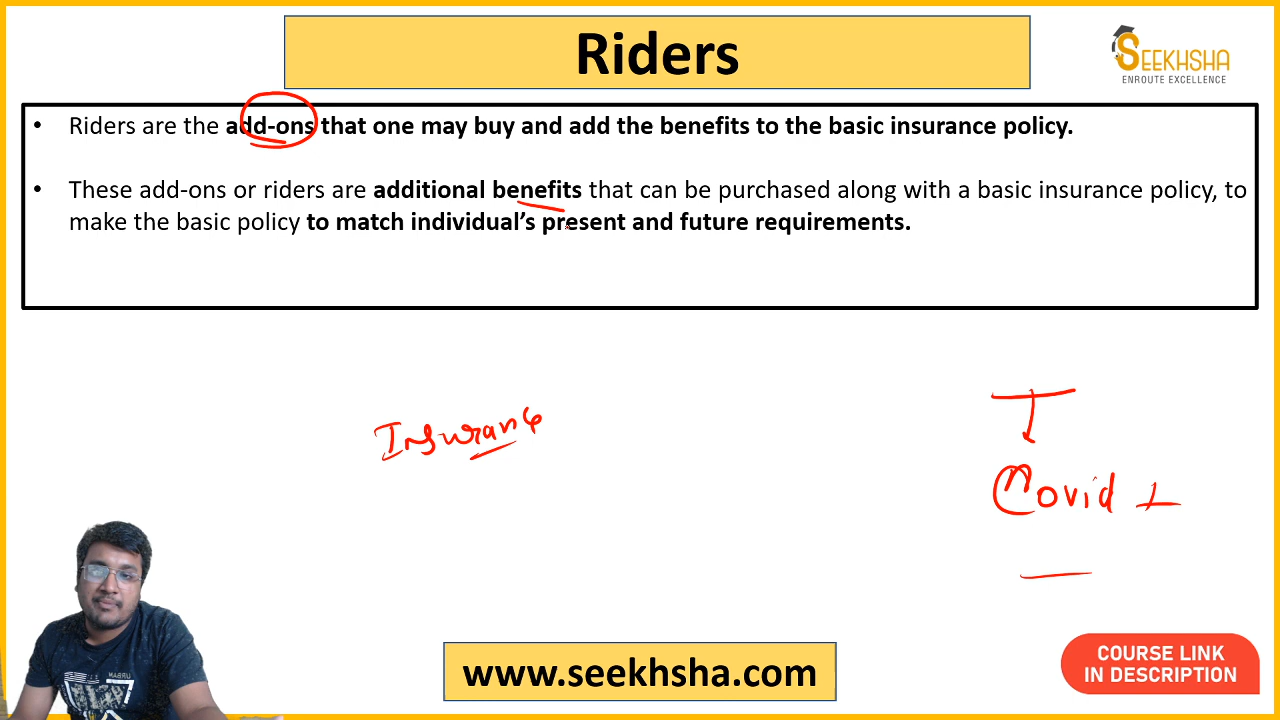 Riders
SEEKHSHA
ENROUTE EXCELLENCE
• Riders are the add-ons that one may buy and add the benefits to the basic insurance policy.
• These add-ons or riders are additional benefits that can be purchased along with a basic insurance policy, to
make the basic policy to match individual’s present and future requirements.
Insurance
Covid
URBAN
www.seekhsha.com
COURSE LINK
IN DESCRIPTION